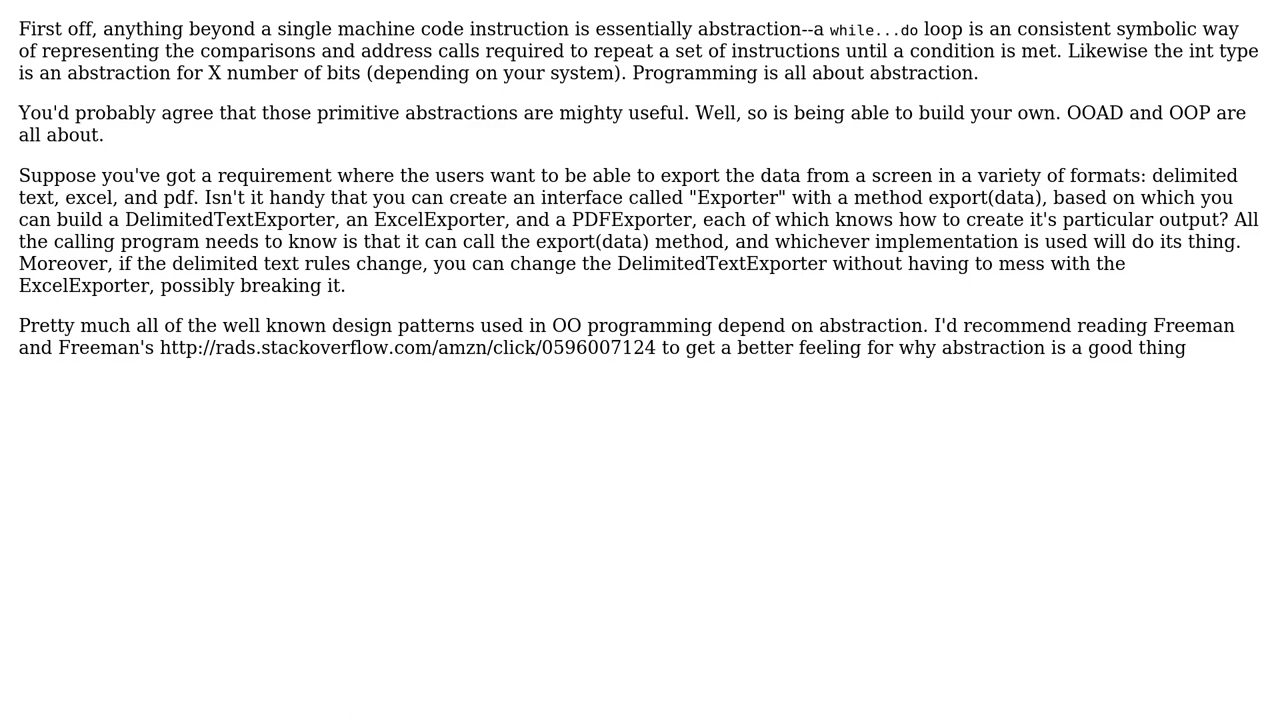 First off, anything beyond a single machine code instruction is essentially abstraction--a while...do loop is an consistent symbolic way
of representing the comparisons and address calls required to repeat a set of instructions until a condition is met. Likewise the int type
is an abstraction for X number of bits (depending on your system). Programming is all about abstraction.
You'd probably agree that those primitive abstractions are mighty useful. Well, so is being able to build your own. OOAD and OOP are
all about.
Suppose you've got a requirement where the users want to be able to export the data from a screen in a variety of formats: delimited
text, excel, and pdf. Isn't it handy that you can create an interface called "Exporter" with a method export(data), based on which you
can build a DelimitedTextExporter, an ExcelExporter, and a PDFExporter, each of which knows how to create it's particular output? All
the calling program needs to know is that it can call the export(data) method, and whichever implementation is used will do its thing.
Moreover, if the delimited text rules change, you can change the DelimitedTextExporter without having to mess with the
ExcelExporter, possibly breaking it.
Pretty much all of the well known design patterns used in OO programming depend on abstraction. I'd recommend reading Freeman
and Freeman's http://rads.stackoverflow.com/amzn/click/0596007124 to get a better feeling for why abstraction is a good thing